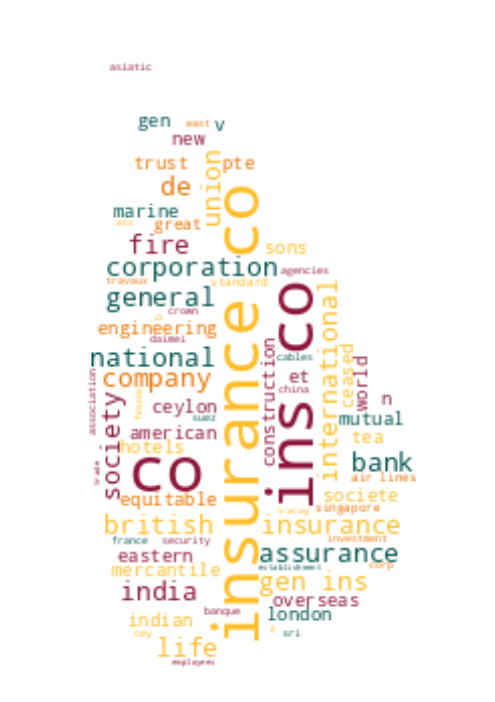 asiatic
gen east v
new
trust pte
de
union
marine
great
fire
sons
corporation agencies
travaux standard
general
crown
engineering
daimei
national cables
company et
china
association
house
ceylon
suez
society
american
hotels
construction
international
ceased
world
n
mutual
tea
bank
air lines
trade
co
insurance co
ins co
equitable
societe
trading singapore
british insurance
france security investment
eastern assurance
mercantile establishment corp
gen ins
india
overseas
banque london
indian
cey sri
life
employees